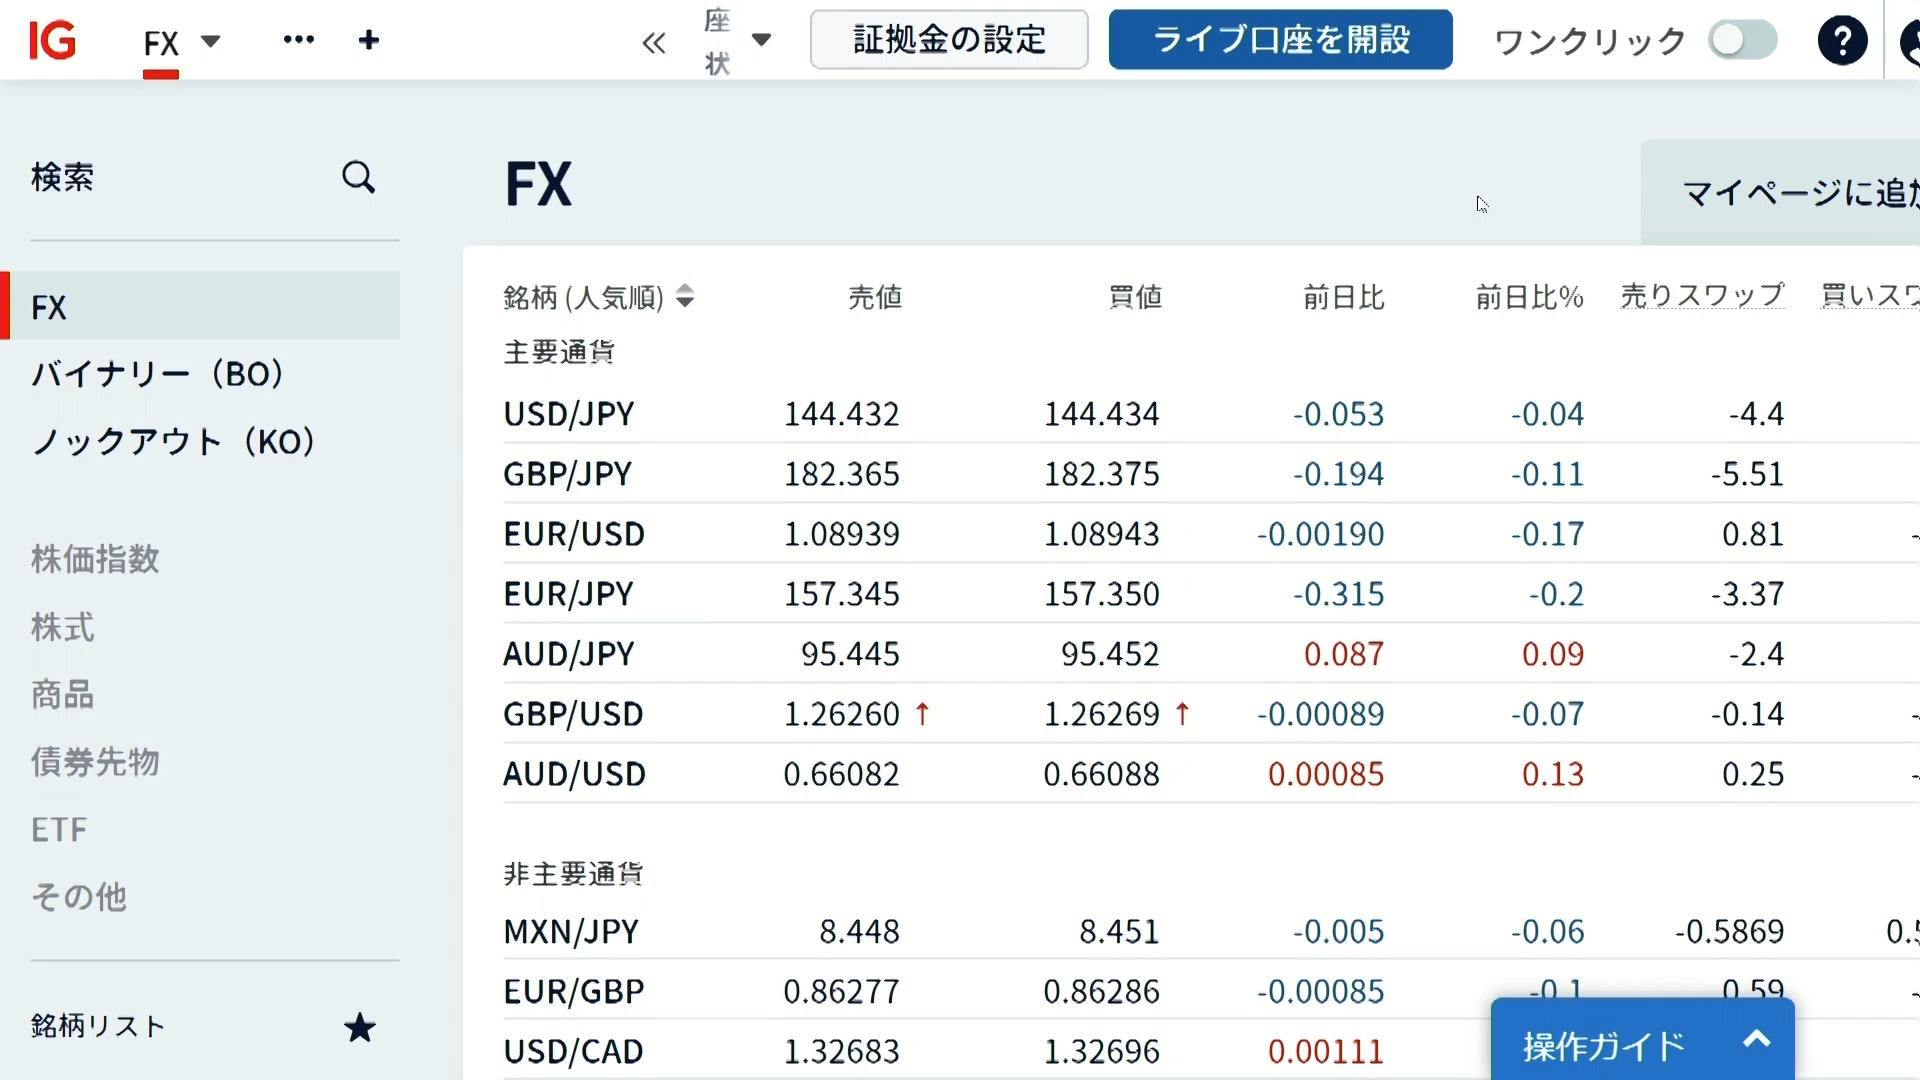 IG FX ••• + « 座 状 証拠金の設定 ライブ口座を開設 ワンクリック ?
検索
FX
バイナリー（BO）
ノックアウト（KO）
株価指数
株式
商品
債券先物
ETF
その他
銘柄リスト
FX
マイページに追
銘柄 (人気順) 売値 買値 前日比 前日比% 売りスワップ 買いスワ
主要通貨
USD/JPY 144.432 144.434 -0.053 -0.04 -4.4
GBP/JPY 182.365 182.375 -0.194 -0.11 -5.51
EUR/USD 1.08939 1.08943 -0.00190 -0.17 0.81
EUR/JPY 157.345 157.350 -0.315 -0.2 -3.37
AUD/JPY 95.445 95.452 0.087 0.09 -2.4
GBP/USD 1.26260 ↑ 1.26269 ↑ -0.00089 -0.07 -0.14
AUD/USD 0.66082 0.66088 0.00085 0.13 0.25
非主要通貨
MXN/JPY 8.448 8.451 -0.005 -0.06 -0.5869
EUR/GBP 0.86277 0.86286 -0.00085 -0.1 0.59
USD/CAD 1.32683 1.32696 0.00111
操作ガイド